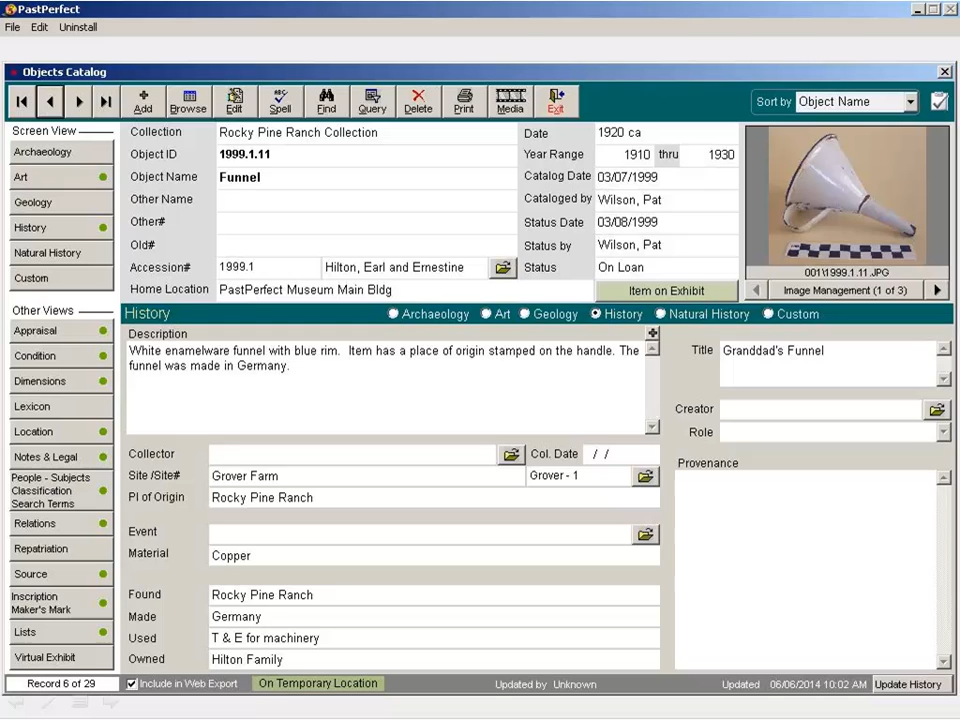 PastPerfect
File Edit Uninstall
Objects Catalog
Add Browse Edit Spell Find Query Delete Print Media Exit
Sort by Object Name
Screen View
Archaeology
Art
Geology
History
Natural History
Custom
Other Views
Appraisal
Condition
Dimensions
Lexicon
Location
Notes & Legal
People - Subjects
Classification
Search Terms
Relations
Repatriation
Source
Inscription
Maker's Mark
Lists
Virtual Exhibit
Collection Rocky Pine Ranch Collection
Object ID 1999.1.11
Object Name Funnel
Other Name
Other#
Old#
Accession# 1999.1 Hilton, Earl and Ernestine
Home Location PastPerfect Museum Main Bldg
Date 1920 ca
Year Range 1910 thru 1930
Catalog Date 03/07/1999
Cataloged by Wilson, Pat
Status Date 03/08/1999
Status by Wilson, Pat
Status On Loan
Item on Exhibit
001\1999.1.11.JPG
Image Management (1 of 3)
History Archaeology Art Geology History Natural History Custom
Description
White enamelware funnel with blue rim. Item has a place of origin stamped on the handle. The
funnel was made in Germany.
Title Granddad's Funnel
Creator
Role
Provenance
Collector Col. Date / /
Site /Site# Grover Farm Grover - 1
Pl of Origin Rocky Pine Ranch
Event
Material Copper
Found Rocky Pine Ranch
Made Germany
Used T & E for machinery
Owned Hilton Family
Record 6 of 29 Include in Web Export On Temporary Location Updated by Unknown Updated 06/06/2014 10:02 AM Update History